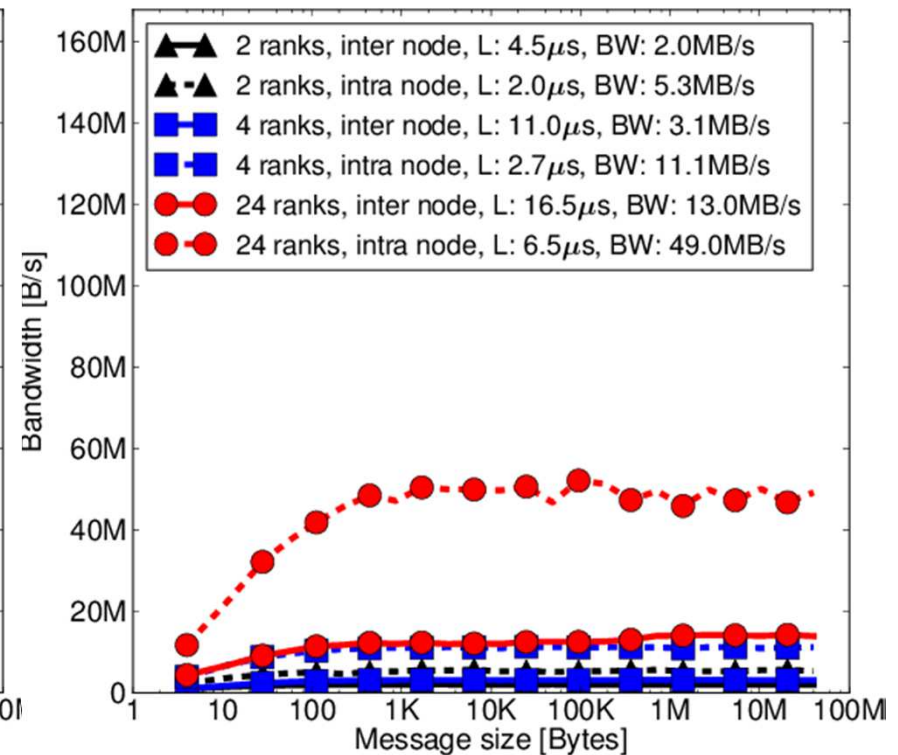 160M
140M
120M
100M
80M
60M
40M
20M
0
Bandwidth [B/s]
2 ranks, inter node, L: 4.5μs, BW: 2.0MB/s
2 ranks, intra node, L: 2.0μs, BW: 5.3MB/s
4 ranks, inter node, L: 11.0μs, BW: 3.1MB/s
4 ranks, intra node, L: 2.7μs, BW: 11.1MB/s
24 ranks, inter node, L: 16.5μs, BW: 13.0MB/s
24 ranks, intra node, L: 6.5μs, BW: 49.0MB/s
1 10 100 1K 10K 100K 1M 10M 100M
Message size [Bytes]